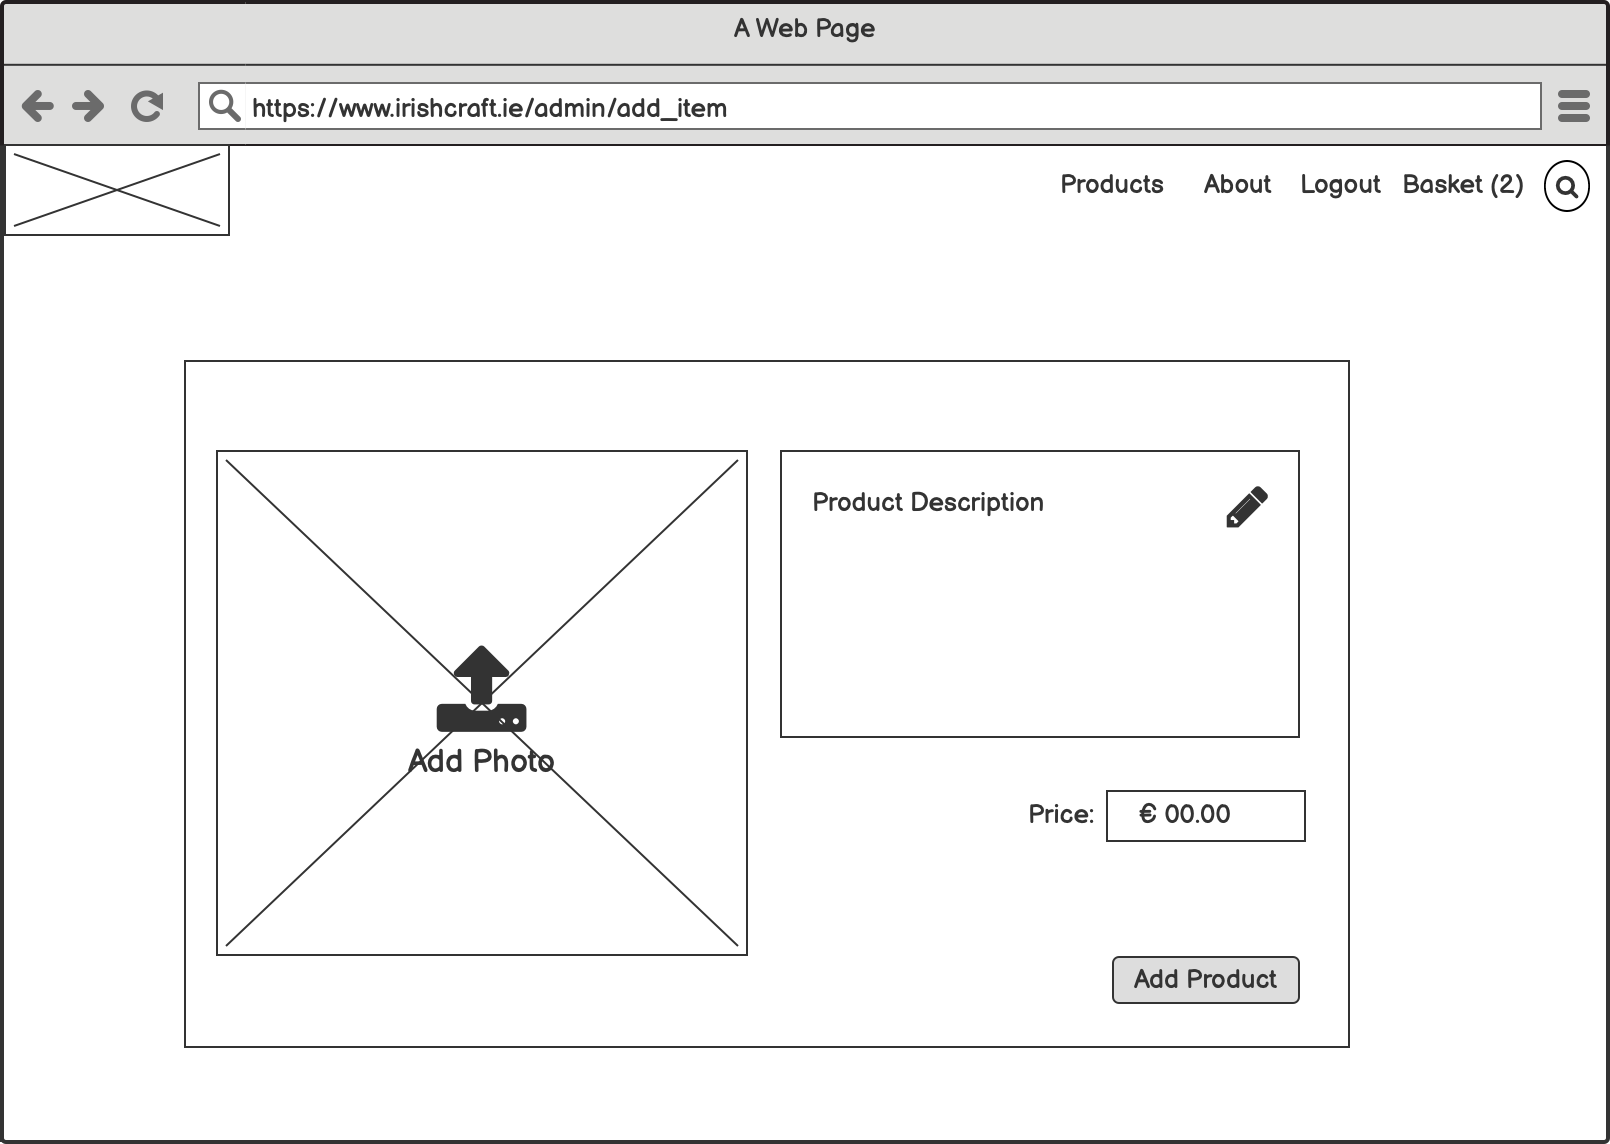 A Web Page
https://www.irishcraft.ie/admin/add_item
Products About Logout Basket (2)
Product Description
Add Photo
Price: € 00.00
Add Product